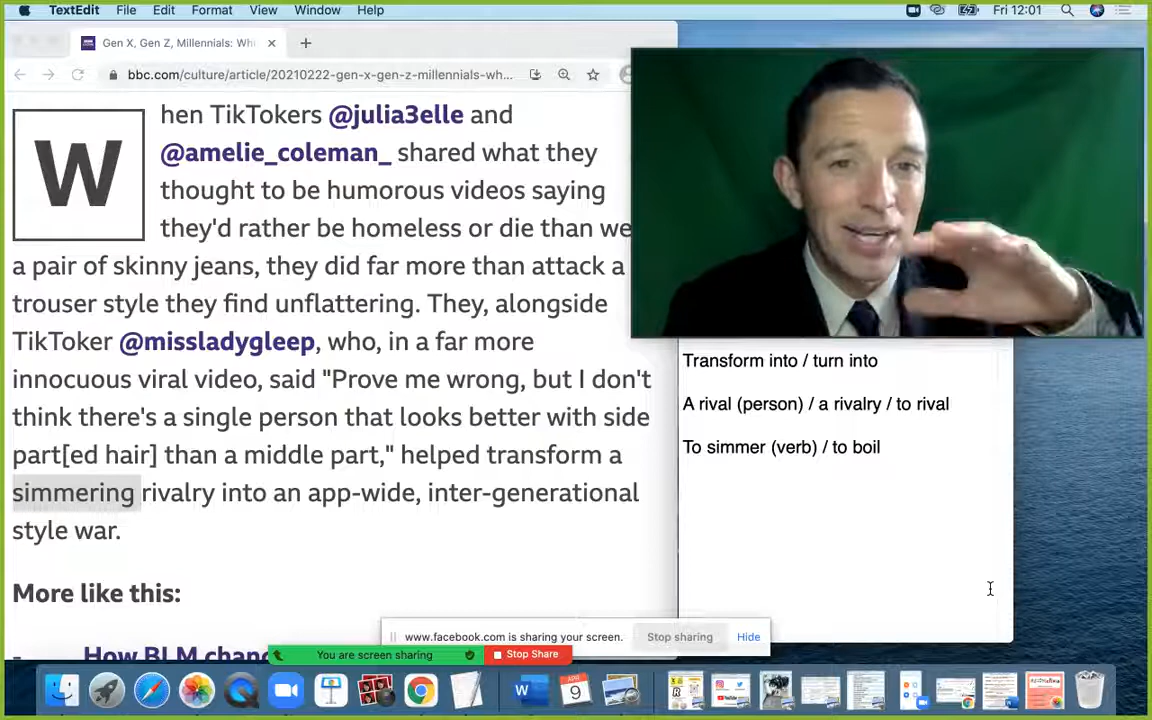 TextEdit File Edit Format View Window Help Fri 12:01
Gen X, Gen Z, Millennials: Wh
bbc.com/culture/article/20210222-gen-x-gen-z-millennials-wh...
W
hen TikTokers @julia3elle and
@amelie_coleman_ shared what they
thought to be humorous videos saying
they'd rather be homeless or die than we
a pair of skinny jeans, they did far more than attack a
trouser style they find unflattering. They, alongside
TikToker @missladygleep, who, in a far more
innocuous viral video, said "Prove me wrong, but I don't
think there's a single person that looks better with side
part[ed hair] than a middle part," helped transform a
simmering rivalry into an app-wide, inter-generational
style war.
More like this:
- How BLM chan
Transform into / turn into
A rival (person) / a rivalry / to rival
To simmer (verb) / to boil
www.facebook.com is sharing your screen. Stop sharing Hide
You are screen sharing Stop Share
W
APR
9